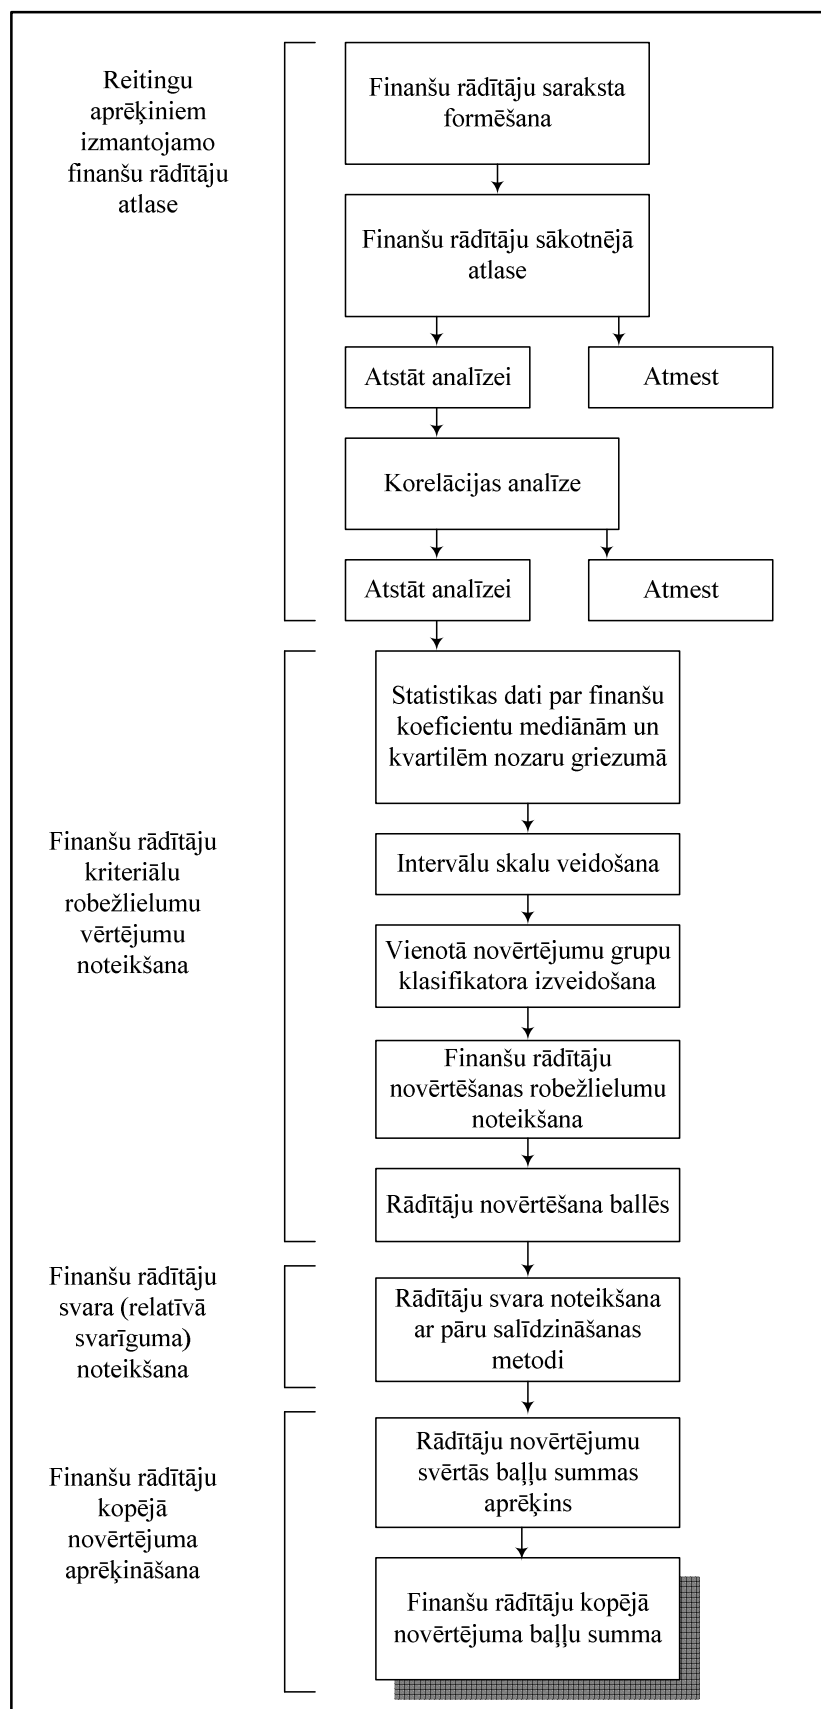 Reitingu
aprēķiniem
izmantojamo
finanšu rādītāju
atlase
Finanšu rādītāju saraksta
formēšana
Finanšu rādītāju sākotnējā
atlase
Atstāt analīzei
Atmest
Korelācijas analīze
Atstāt analīzei
Atmest
Finanšu rādītāju
kriteriālu
robežlielumu
vērtējumu
noteikšana
Statistikas dati par finanšu
koeficientu mediānām un
kvartilēm nozaru griezumā
Intervālu skalu veidošana
Vienotā novērtējumu grupu
klasifikatora izveidošana
Finanšu rādītāju
novērtēšanas robežlielumu
noteikšana
Rādītāju novērtēšana ballēs
Finanšu rādītāju
svara (relatīvā
svarīguma)
noteikšana
Rādītāju svara noteikšana
ar pāru salīdzināšanas
metodi
Finanšu rādītāju
kopējā
novērtējuma
aprēķināšana
Rādītāju novērtējumu
svērtās baļļu summas
aprēķins
Finanšu rādītāju kopējā
novērtējuma baļļu summa